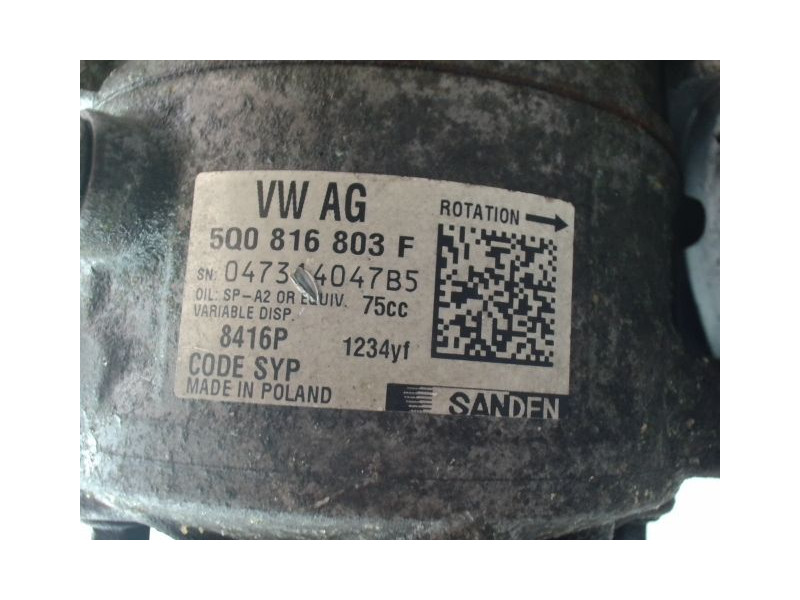 VW AG
ROTATION
5Q0 816 803 F
SN: 047314047B5
OIL: SP-A2 OR EQUIV. 75cc
VARIABLE DISP.
8416P 1234yf
CODE SYP
MADE IN POLAND
SANDEN